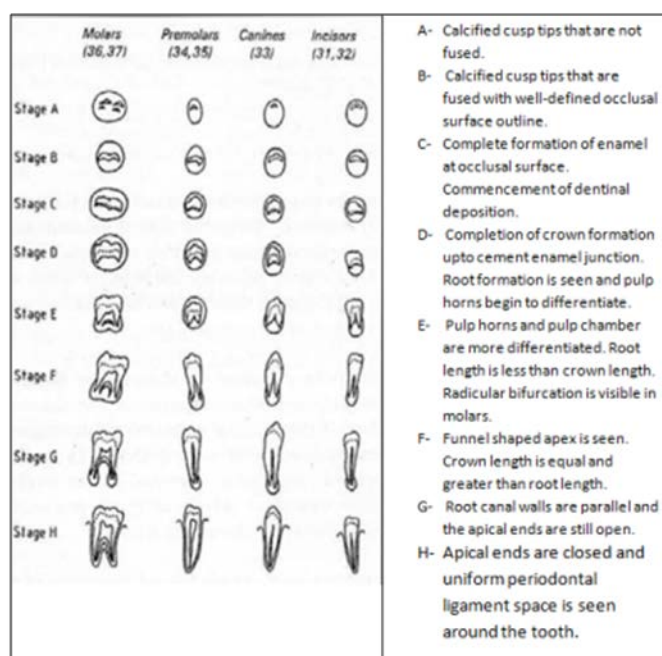 Molars Premolars Canines Incisors
(36,37) (34,35) (33) (31,32)
Stage A
Stage B
Stage C
Stage D
Stage E
Stage F
Stage G
Stage H
A- Calcified cusp tips that are not
fused.
B- Calcified cusp tips that are
fused with well-defined occlusal
surface outline.
C- Complete formation of enamel
at occlusal surface.
Commencement of dentinal
deposition.
D- Completion of crown formation
upto cement enamel junction.
Root formation is seen and pulp
horns begin to differentiate.
E- Pulp horns and pulp chamber
are more differentiated. Root
length is less than crown length.
Radicular bifurcation is visible in
molars.
F- Funnel shaped apex is seen.
Crown length is equal and
greater than root length.
G- Root canal walls are parallel and
the apical ends are still open.
H- Apical ends are closed and
uniform periodontal
ligament space is seen
around the tooth.